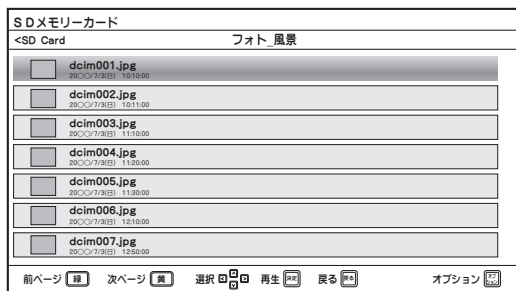 SDメモリーカード
<SD Card フォト_風景
dcim001.jpg
20○○/7/3(日) 10:10:00
dcim002.jpg
20○○/7/3(日) 10:11:00
dcim003.jpg
20○○/7/3(日) 11:10:00
dcim004.jpg
20○○/7/3(日) 11:20:00
dcim005.jpg
20○○/7/3(日) 11:30:00
dcim006.jpg
20○○/7/3(日) 12:10:00
dcim007.jpg
20○○/7/3(日) 12:50:00
前ページ 緑 次ページ 黄 選択 再生 決定 戻る 戻る オプション オプション